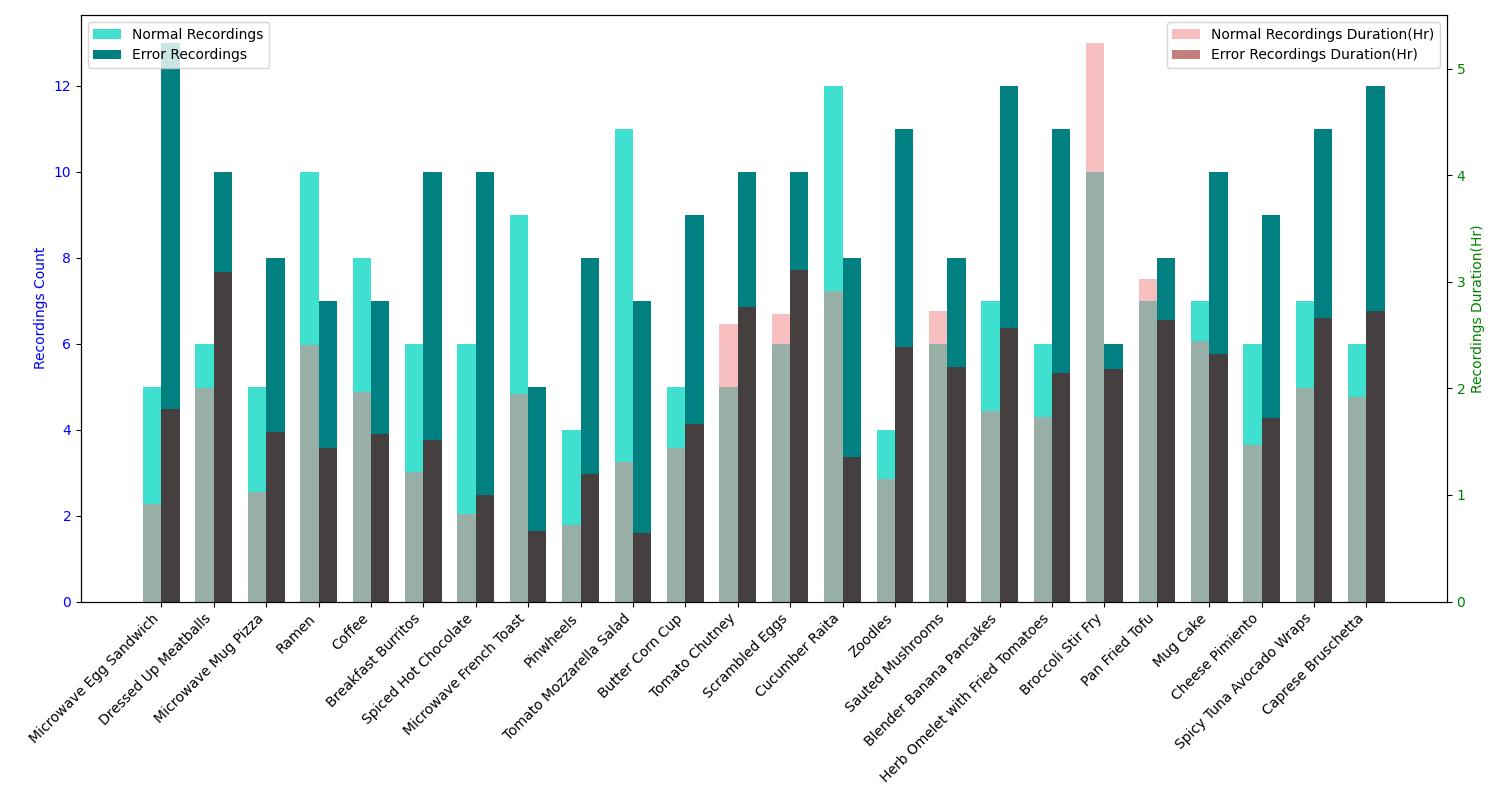 Normal Recordings
Error Recordings
Normal Recordings Duration(Hr)
Error Recordings Duration(Hr)
Recordings Count
12
10
8
6
4
2
0
Recordings Duration(Hr)
5
4
3
2
1
0
Microwave Egg Sandwich
Dressed Up Meatballs
Microwave Mug Pizza
Ramen
Coffee
Breakfast Burritos
Spiced Hot Chocolate
Microwave French Toast
Pinwheels
Tomato Mozzarella Salad
Butter Corn Cup
Tomato Chutney
Scrambled Eggs
Cucumber Raita
Zoodles
Sauted Mushrooms
Blender Banana Pancakes
Herb Omelet with Fried Tomatoes
Broccoli Stir Fry
Pan Fried Tofu
Mug Cake
Cheese Pimiento
Spicy Tuna Avocado Wraps
Caprese Bruschetta